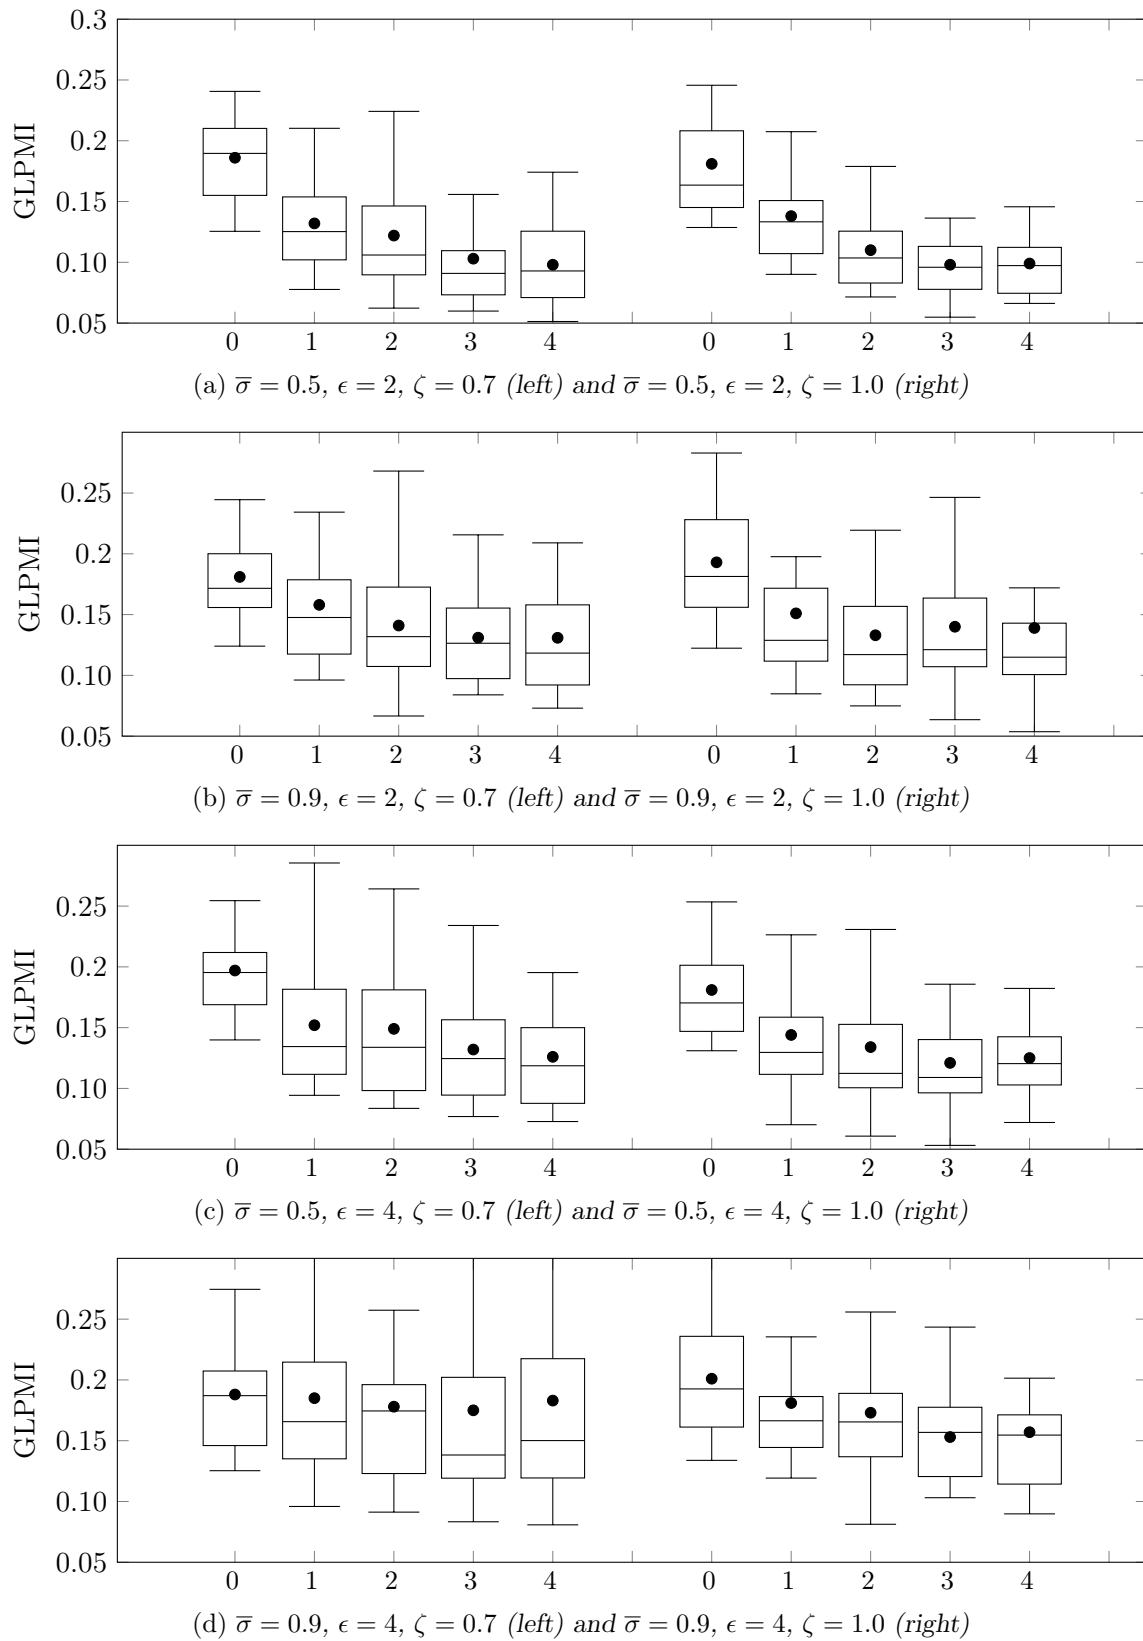 0.3
0.25
0.2
0.15
0.10
0.05
GLPMI
0 1 2 3 4 0 1 2 3 4
(a) σ̅ = 0.5, ϵ = 2, ζ = 0.7 (left) and σ̅ = 0.5, ϵ = 2, ζ = 1.0 (right)
0.25
0.2
0.15
0.10
0.05
GLPMI
0 1 2 3 4 0 1 2 3 4
(b) σ̅ = 0.9, ϵ = 2, ζ = 0.7 (left) and σ̅ = 0.9, ϵ = 2, ζ = 1.0 (right)
0.25
0.2
0.15
0.10
0.05
GLPMI
0 1 2 3 4 0 1 2 3 4
(c) σ̅ = 0.5, ϵ = 4, ζ = 0.7 (left) and σ̅ = 0.5, ϵ = 4, ζ = 1.0 (right)
0.25
0.2
0.15
0.10
0.05
GLPMI
0 1 2 3 4 0 1 2 3 4
(d) σ̅ = 0.9, ϵ = 4, ζ = 0.7 (left) and σ̅ = 0.9, ϵ = 4, ζ = 1.0 (right)